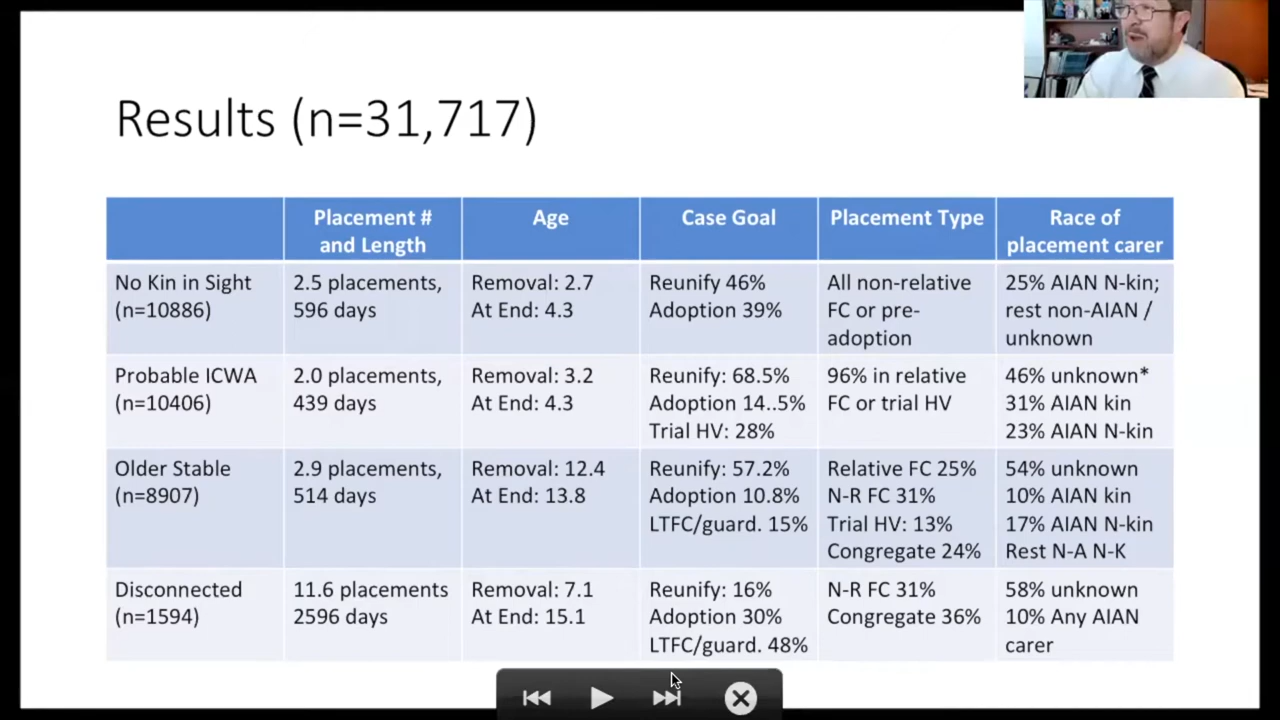 Results (n=31,717)
Placement #
and Length
Age
Case Goal
Placement Type
Race of
placement carer
No Kin in Sight
(n=10886)
2.5 placements,
596 days
Removal: 2.7
At End: 4.3
Reunify 46%
Adoption 39%
All non-relative
FC or pre-
adoption
25% AIAN N-kin;
rest non-AIAN /
unknown
Probable ICWA
(n=10406)
2.0 placements,
439 days
Removal: 3.2
At End: 4.3
Reunify: 68.5%
Adoption 14..5%
Trial HV: 28%
96% in relative
FC or trial HV
46% unknown*
31% AIAN kin
23% AIAN N-kin
Older Stable
(n=8907)
2.9 placements,
514 days
Removal: 12.4
At End: 13.8
Reunify: 57.2%
Adoption 10.8%
LTFC/guard. 15%
Relative FC 25%
N-R FC 31%
Trial HV: 13%
Congregate 24%
54% unknown
10% AIAN kin
17% AIAN N-kin
Rest N-A N-K
Disconnected
(n=1594)
11.6 placements
2596 days
Removal: 7.1
At End: 15.1
Reunify: 16%
Adoption 30%
LTFC/guard. 48%
N-R FC 31%
Congregate 36%
58% unknown
10% Any AIAN
carer